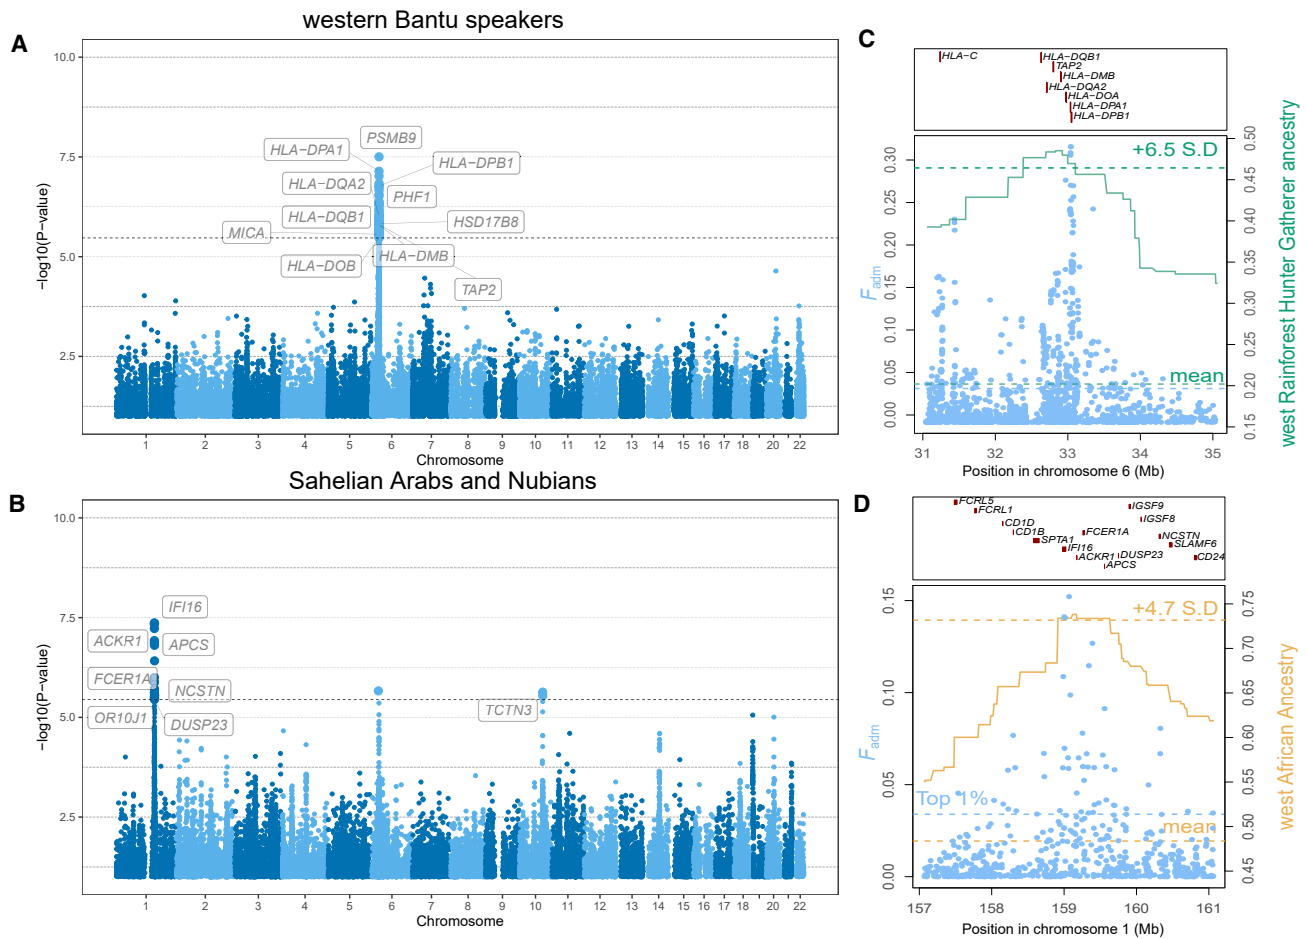 western Bantu speakers
A
10.0
7.5
5.0
2.5
−log10(P−value)
PSMB9
HLA−DPA1
HLA−DPB1
HLA−DQA2
PHF1
HLA−DQB1
HSD17B8
MICA
HLA−DMB
HLA−DOB
TAP2
1 2 3 4 5 6 7 8 9 10 11 12 13 14 15 16 17 18 20 22
Chromosome
Sahelian Arabs and Nubians
B
10.0
7.5
5.0
2.5
−log10(P−value)
IFI16
ACKR1
APCS
FCER1A
NCSTN
OR10J1
DUSP23
TCTN3
1 2 3 4 5 6 7 8 9 10 11 12 13 14 15 16 17 18 20 22
Chromosome
C
HLA−C
HLA−DQB1
TAP2
HLA−DMB
HLA−DQA2
HLA−DOA
HLA−DPA1
HLA−DPB1
+6.5 S.D
mean
0.30
0.25
0.20
0.15
0.10
0.05
0.00
Fadm
0.50
0.45
0.40
0.35
0.30
0.25
0.20
0.15
west Rainforest Hunter Gatherer ancestry
31 32 33 34 35
Position in chromosome 6 (Mb)
D
FCRL5
IGSF9
FCRL1
IGSF8
CD1D
CD1B
FCER1A
NCSTN
SPTA1
SLAMF6
IFI16
ACKR1
DUSP23
CD24
APCS
+4.7 S.D
Top 1%
mean
0.15
0.10
0.05
0.00
Fadm
0.75
0.70
0.65
0.60
0.55
0.50
0.45
west African Ancestry
157 158 159 160 161
Position in chromosome 1 (Mb)